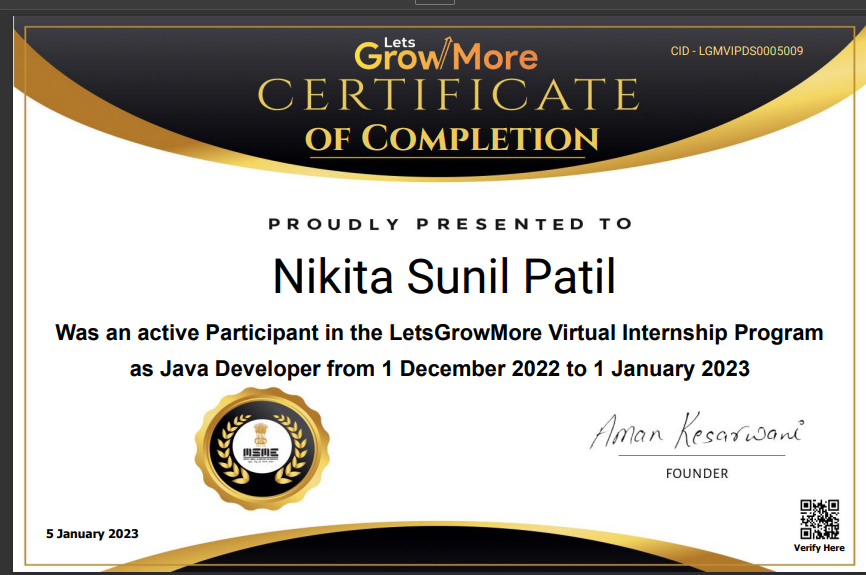 Lets
GrowMore
CID - LGMVIPDS0005009
CERTIFICATE
OF COMPLETION
PROUDLY PRESENTED TO
Nikita Sunil Patil
Was an active Participant in the LetsGrowMore Virtual Internship Program
as Java Developer from 1 December 2022 to 1 January 2023
MSME
Aman Kesarwani
FOUNDER
5 January 2023
Verify Here